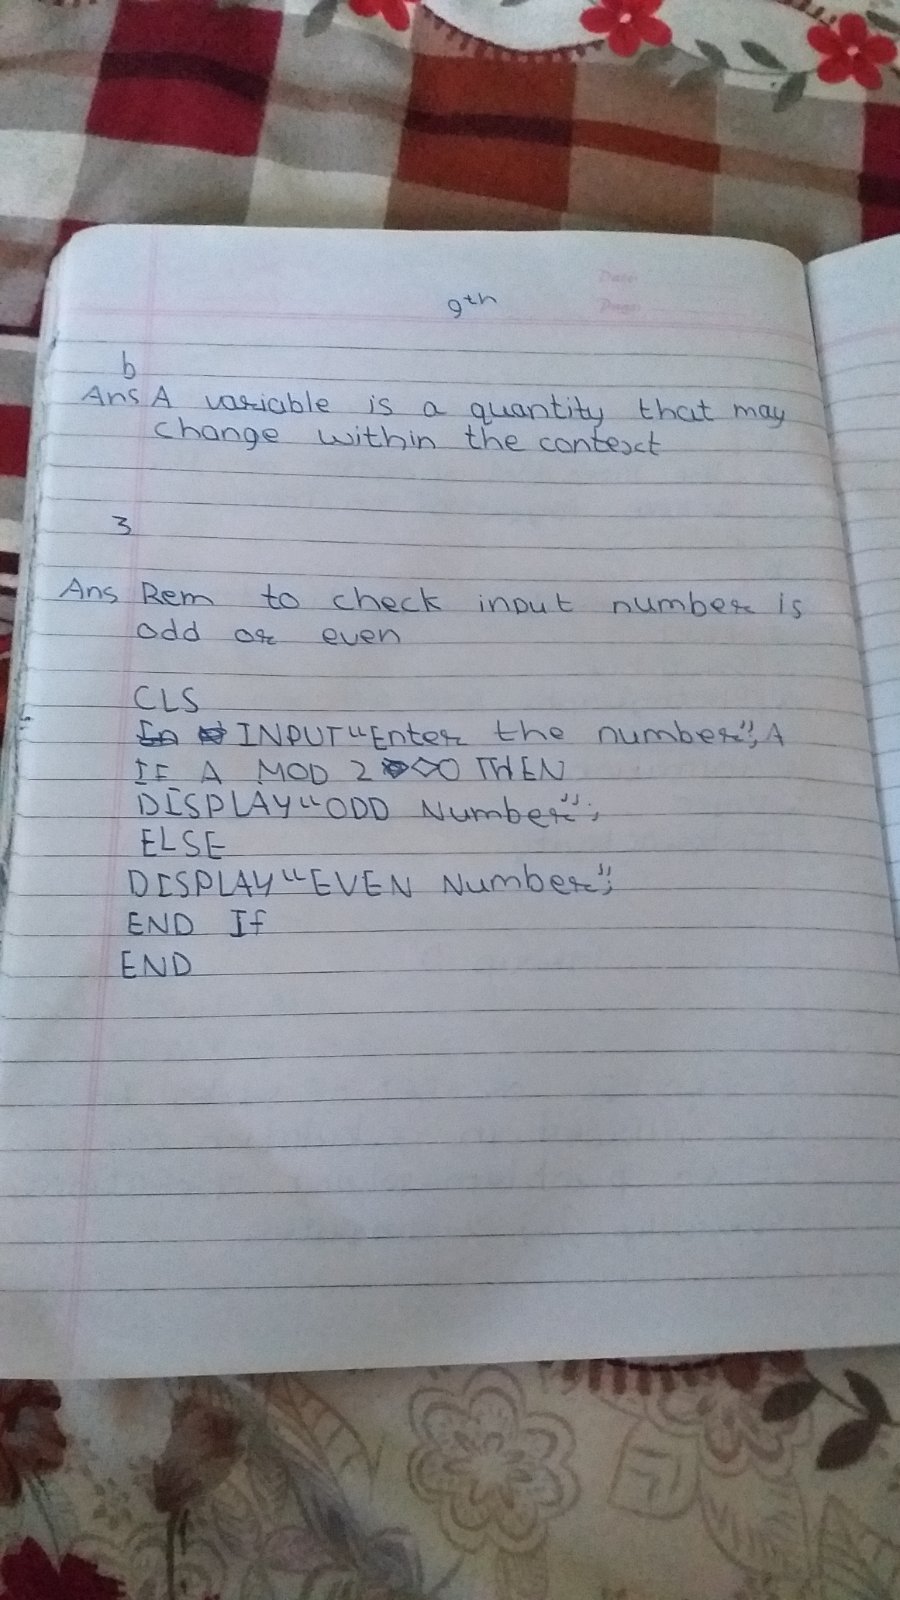 Date
Page
9th
b
Ans A variable is a quantity that may
change within the context
3
Ans Rem to check input number is
odd or even
CLS
INPUT "Enter the number"; A
IF A MOD 2 <>0 THEN
DISPLAY "ODD Number";
ELSE
DISPLAY "EVEN Number";
END If
END